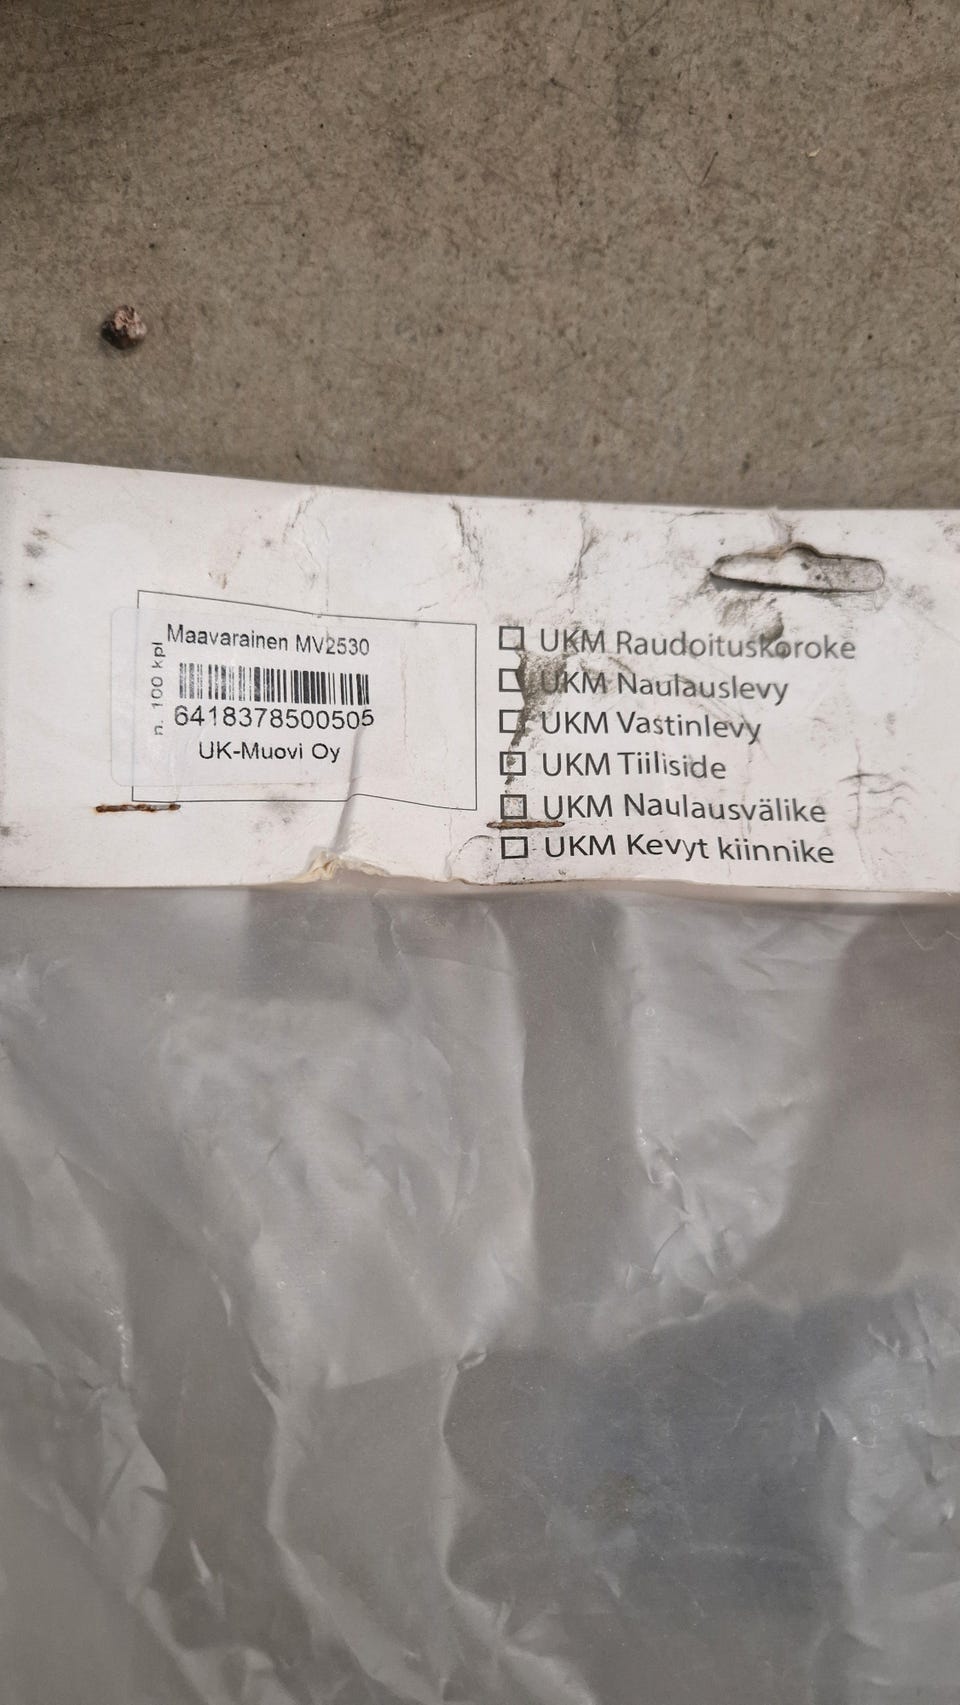 Maavarainen MV2530
n. 100 kpl
6418378500505
UK-Muovi Oy
UKM Raudoituskoroke
UKM Naulauslevy
UKM Vastinlevy
UKM Tiiliside
UKM Naulausvälike
UKM Kevyt kiinnike